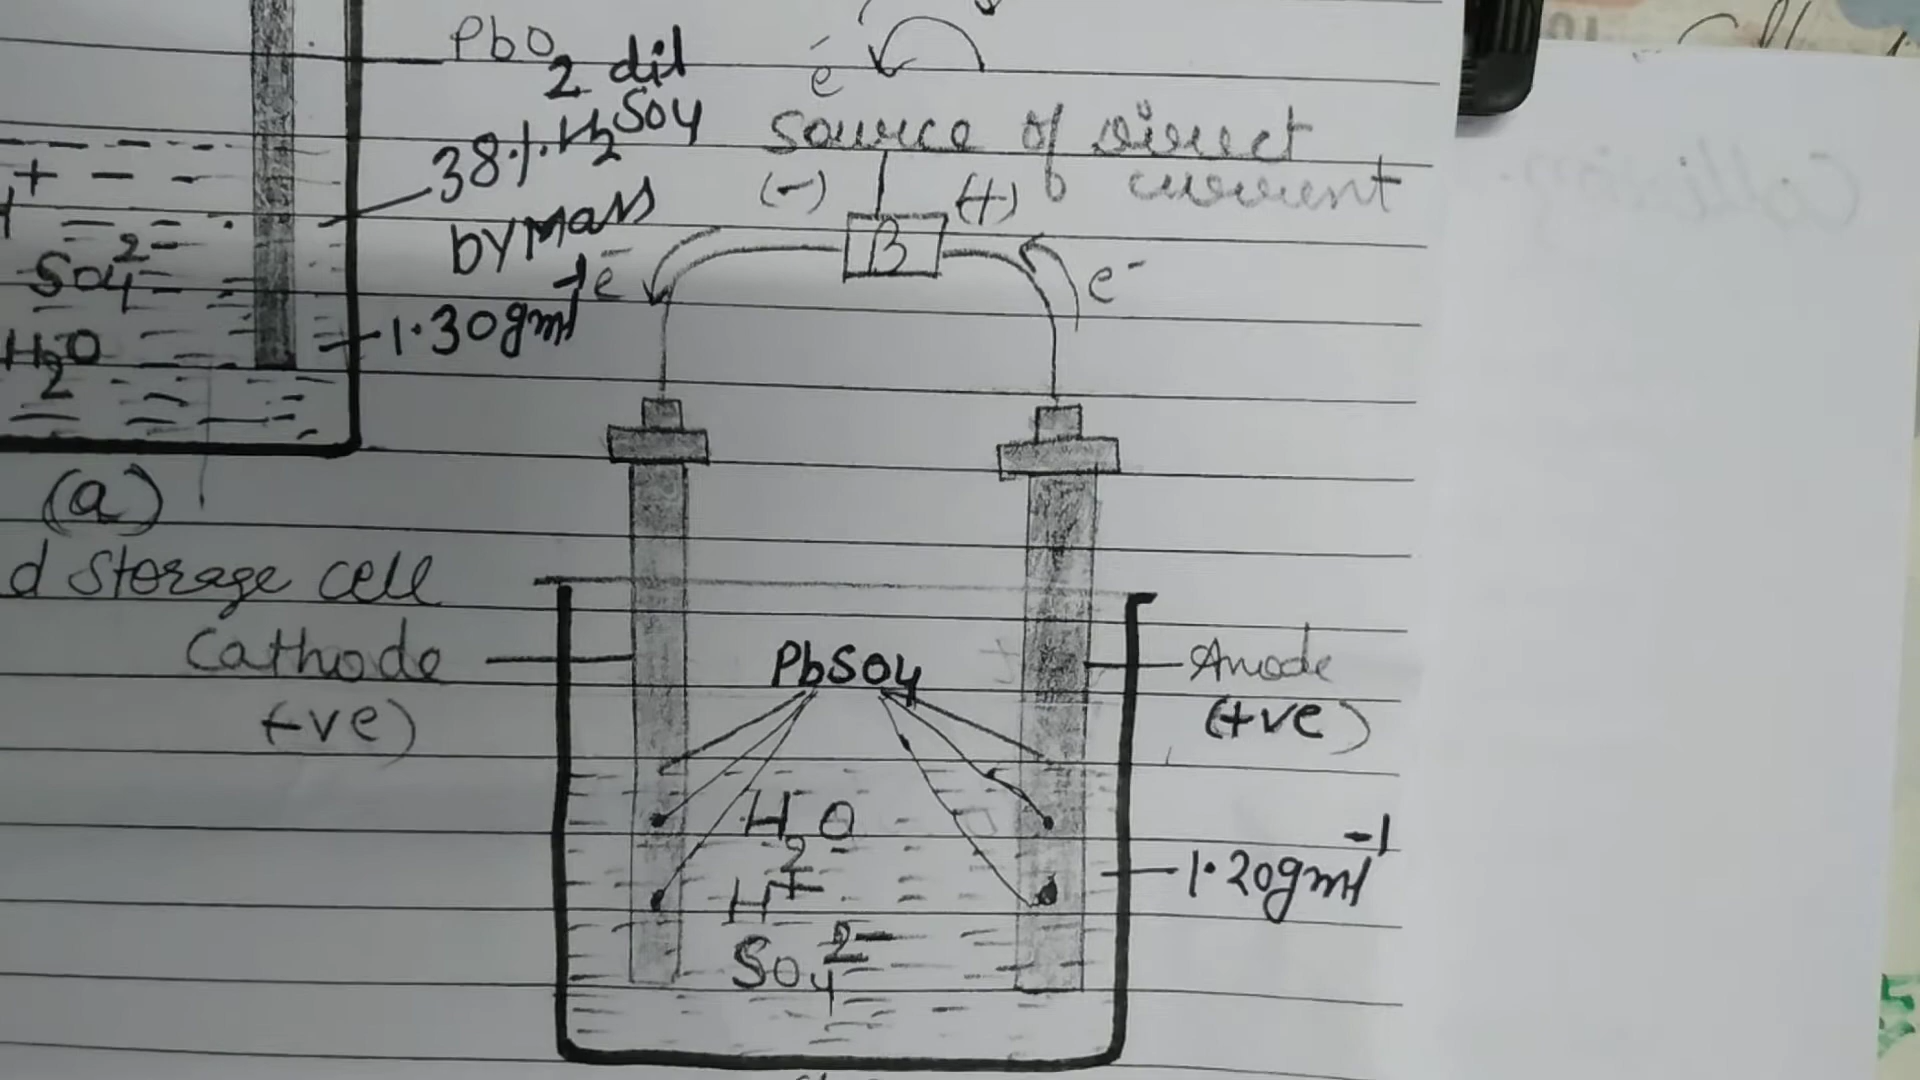 PbO2
dil
38% H2SO4
by Mass
1.30 gml-1
+
SO4 2-
H2O
(a)
d Storage cell
e-
Source of Direct
current
(-) (+)
B
e- e-
Cathode
(-ve)
PbSO4
Anode
(+ve)
H2O
H+
SO4 2-
1.20 gml-1